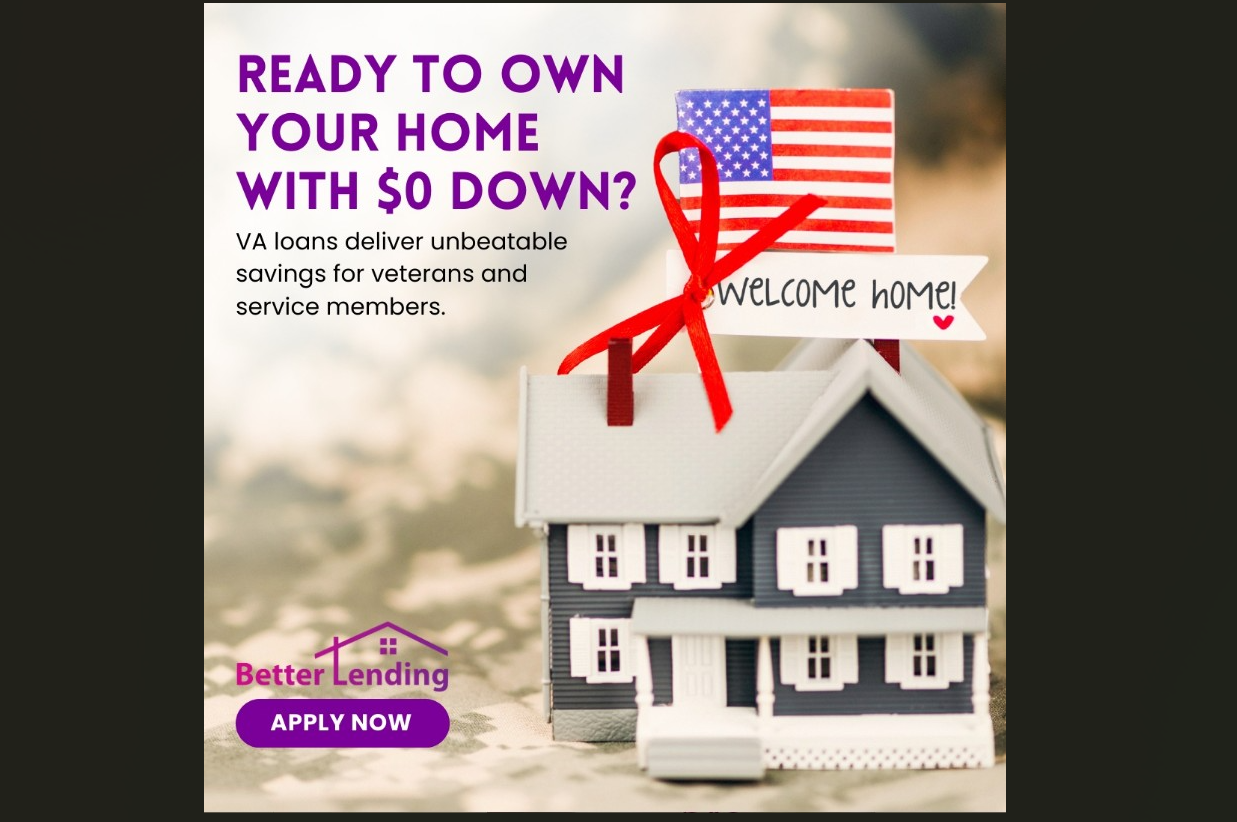 READY TO OWN
YOUR HOME
WITH $0 DOWN?
VA loans deliver unbeatable
savings for veterans and
service members.
WELCOME HOME!
Better Lending
APPLY NOW